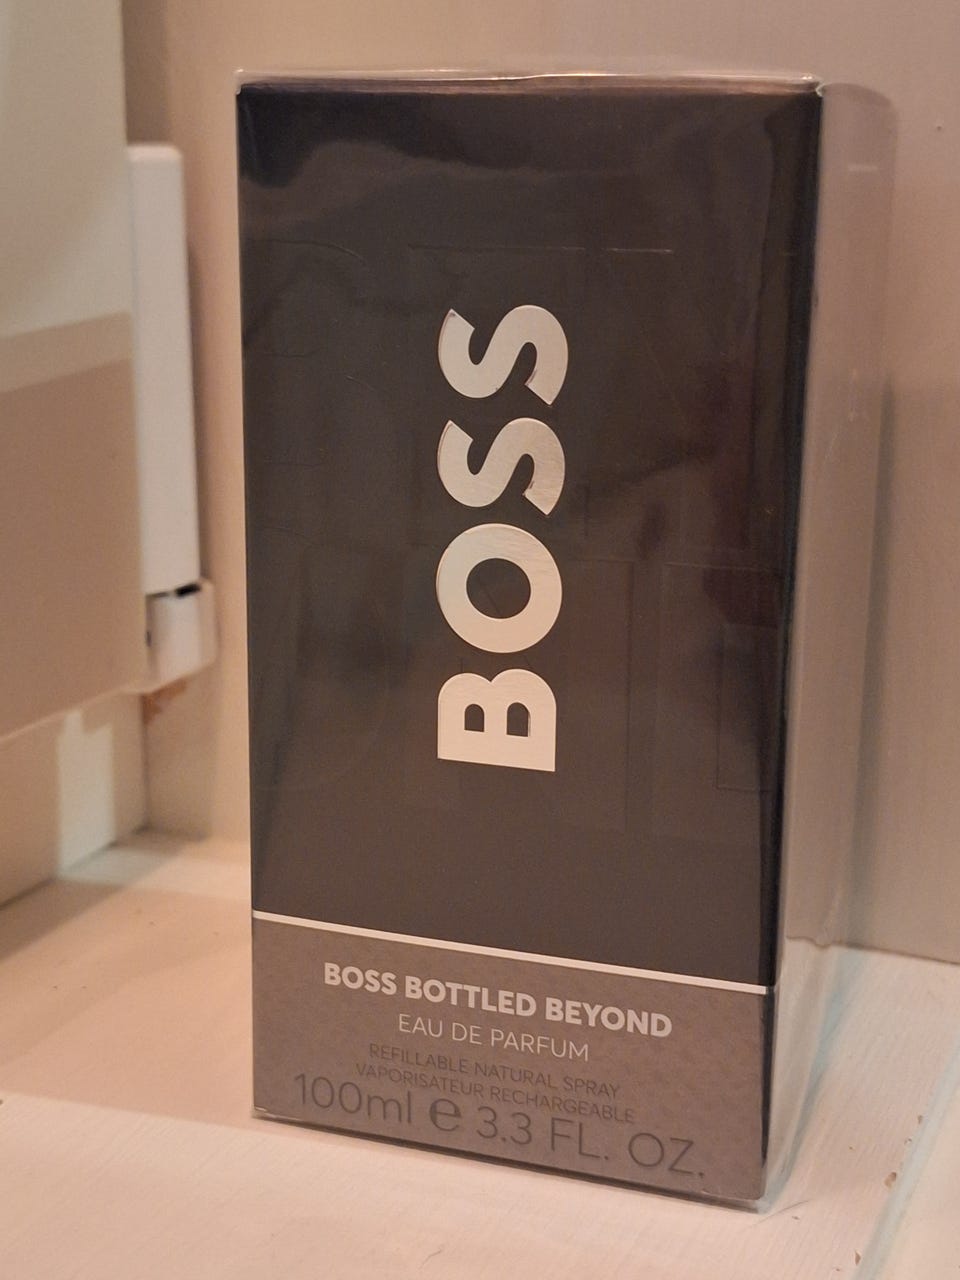 BOSS
BOSS BOTTLED BEYOND
EAU DE PARFUM
REFILLABLE NATURAL SPRAY
VAPORISATEUR RECHARGEABLE
100ml e 3.3 FL. OZ.